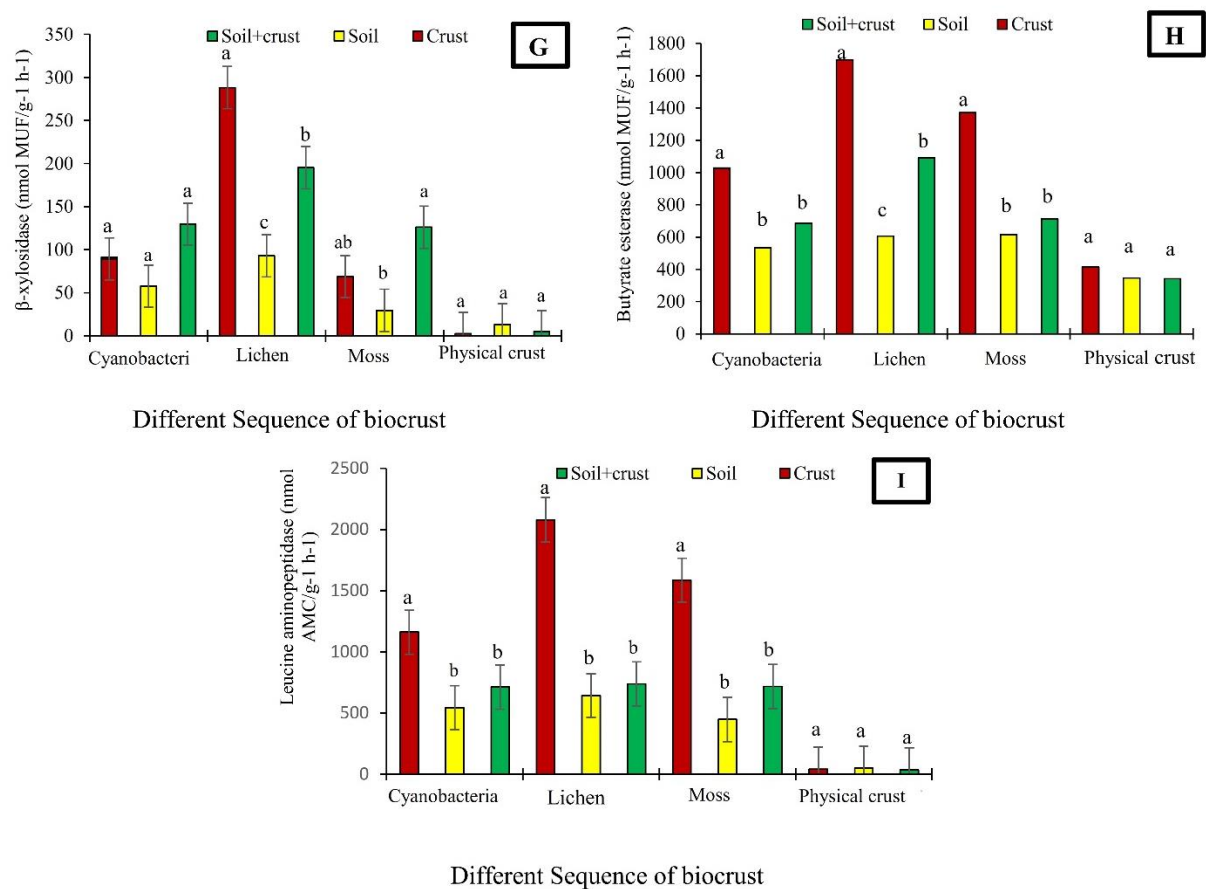 β-xylosidase (nmol MUF/g-1 h-1)
350
300
250
200
150
100
50
0
Soil+crust Soil Crust
G
a a a
a c b
ab b a
a a a
Cyanobacteri Lichen Moss Physical crust
Different Sequence of biocrust
Butyrate esterase (nmol MUF/g-1 h-1)
1800
1600
1400
1200
1000
800
600
400
200
0
Soil+crust Soil Crust
H
a b b
a c b
a b b
a a a
Cyanobacteria Lichen Moss Physical crust
Different Sequence of biocrust
Leucine aminopeptidase (nmol
AMC/g-1 h-1)
2500
2000
1500
1000
500
0
Soil+crust Soil Crust
I
a b b
a b b
a b b
a a a
Cyanobacteria Lichen Moss Physical crust
Different Sequence of biocrust